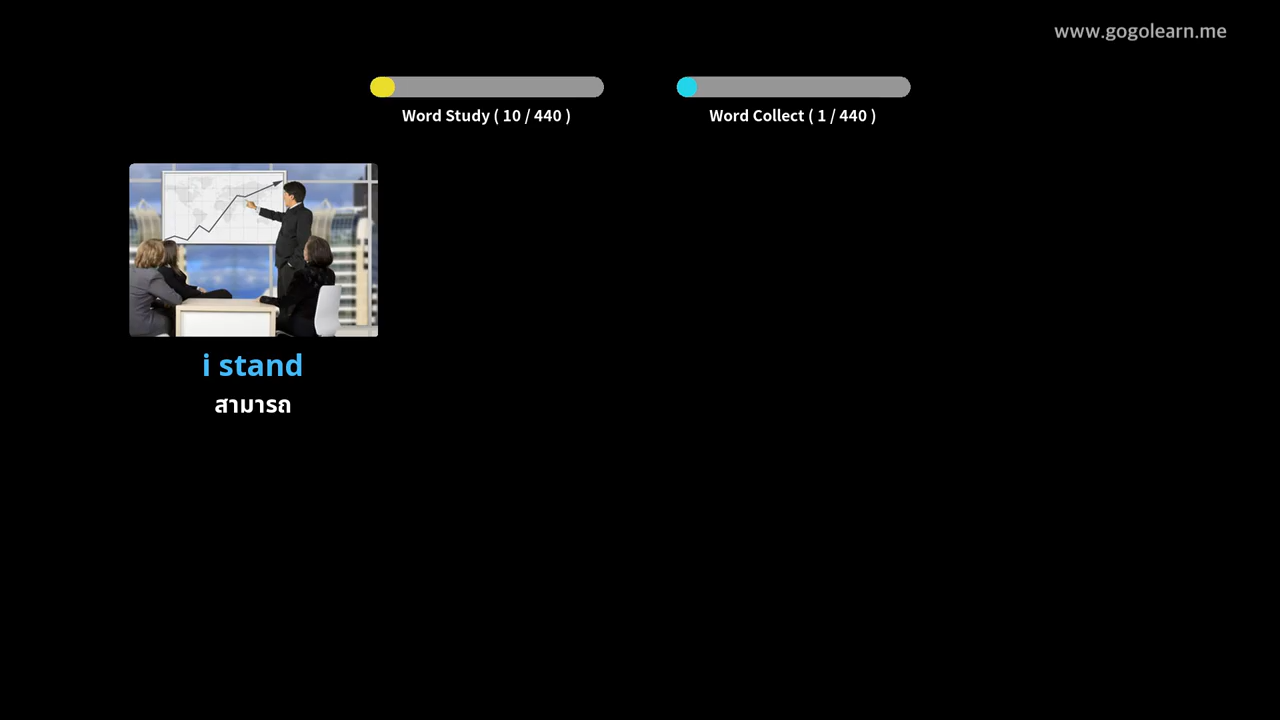 www.gogolearn.me
Word Study ( 10 / 440 )
Word Collect ( 1 / 440 )
i stand
สามารถ